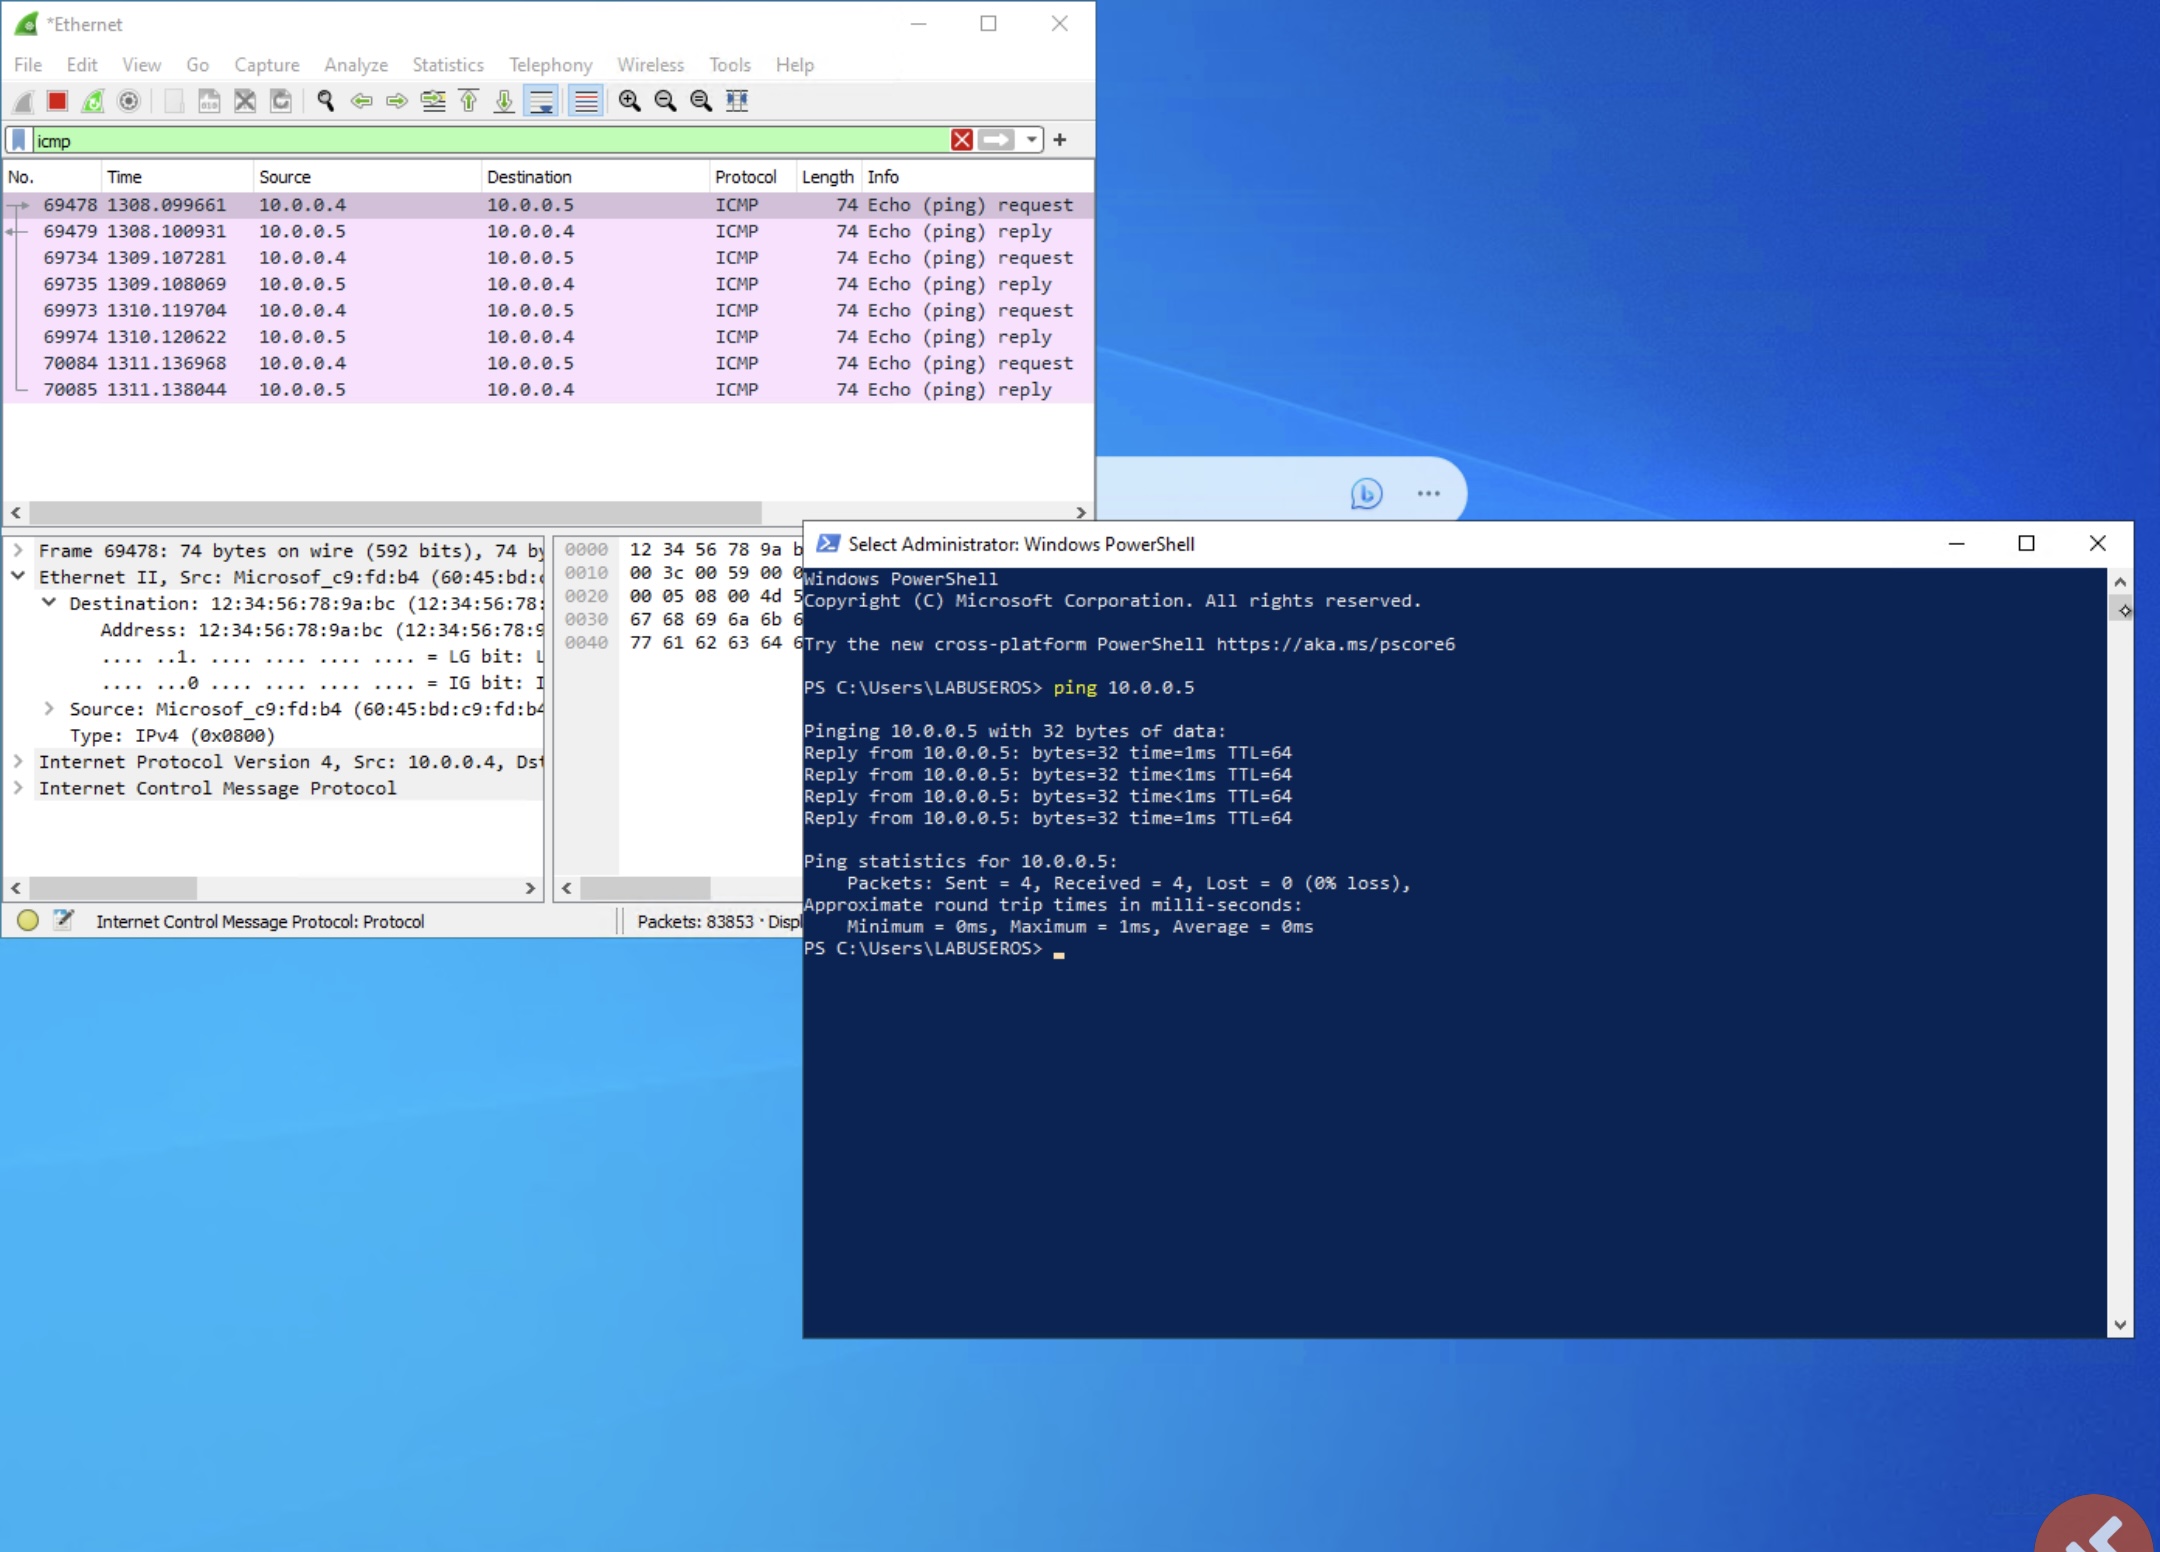 *Ethernet
File Edit View Go Capture Analyze Statistics Telephony Wireless Tools Help
icmp
No. Time Source Destination Protocol Length Info
69478 1308.099661 10.0.0.4 10.0.0.5 ICMP 74 Echo (ping) request
69479 1308.100931 10.0.0.5 10.0.0.4 ICMP 74 Echo (ping) reply
69734 1309.107281 10.0.0.4 10.0.0.5 ICMP 74 Echo (ping) request
69735 1309.108069 10.0.0.5 10.0.0.4 ICMP 74 Echo (ping) reply
69973 1310.119704 10.0.0.4 10.0.0.5 ICMP 74 Echo (ping) request
69974 1310.120622 10.0.0.5 10.0.0.4 ICMP 74 Echo (ping) reply
70084 1311.136968 10.0.0.4 10.0.0.5 ICMP 74 Echo (ping) request
70085 1311.138044 10.0.0.5 10.0.0.4 ICMP 74 Echo (ping) reply
Frame 69478: 74 bytes on wire (592 bits), 74 by
Ethernet II, Src: Microsof_c9:fd:b4 (60:45:bd:c
Destination: 12:34:56:78:9a:bc (12:34:56:78:
Address: 12:34:56:78:9a:bc (12:34:56:78:9
.... ..1. .... .... .... .... = LG bit: L
.... ...0 .... .... .... .... = IG bit: I
Source: Microsof_c9:fd:b4 (60:45:bd:c9:fd:b4
Type: IPv4 (0x0800)
Internet Protocol Version 4, Src: 10.0.0.4, Dst
Internet Control Message Protocol
0000 12 34 56 78 9a b
0010 00 3c 00 59 00 0
0020 00 05 08 00 4d 5
0030 67 68 69 6a 6b 6
0040 77 61 62 63 64 6
Internet Control Message Protocol: Protocol
Packets: 83853 · Displ
Select Administrator: Windows PowerShell
Windows PowerShell
Copyright (C) Microsoft Corporation. All rights reserved.
Try the new cross-platform PowerShell https://aka.ms/pscore6
PS C:\Users\LABUSEROS> ping 10.0.0.5
Pinging 10.0.0.5 with 32 bytes of data:
Reply from 10.0.0.5: bytes=32 time=1ms TTL=64
Reply from 10.0.0.5: bytes=32 time<1ms TTL=64
Reply from 10.0.0.5: bytes=32 time<1ms TTL=64
Reply from 10.0.0.5: bytes=32 time=1ms TTL=64
Ping statistics for 10.0.0.5:
Packets: Sent = 4, Received = 4, Lost = 0 (0% loss),
Approximate round trip times in milli-seconds:
Minimum = 0ms, Maximum = 1ms, Average = 0ms
PS C:\Users\LABUSEROS>